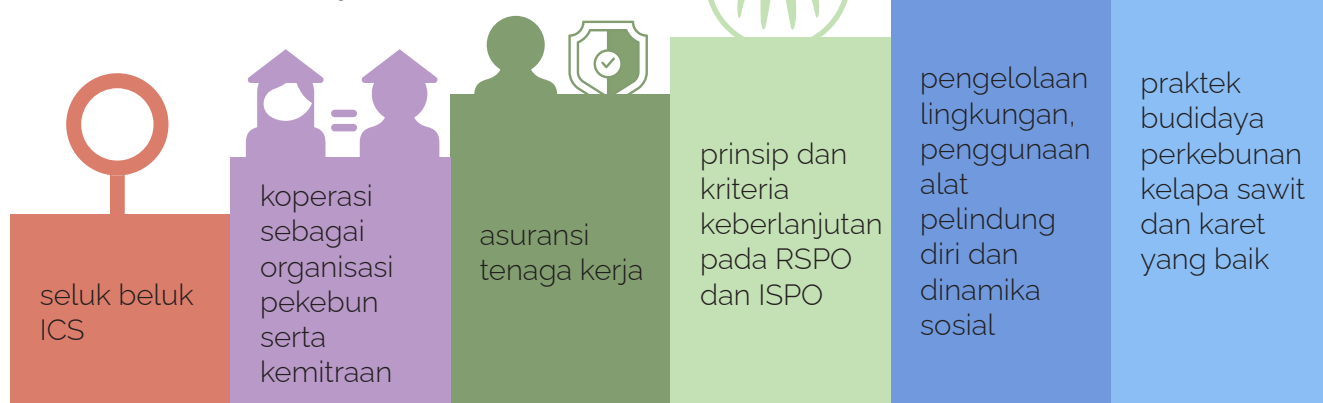 seluk beluk
ICS
koperasi
sebagai
organisasi
pekebun
serta
kemitraan
asuransi
tenaga kerja
prinsip dan
kriteria
keberlanjutan
pada RSPO
dan ISPO
pengelolaan
lingkungan,
penggunaan
alat
pelindung
diri dan
dinamika
sosial
praktek
budidaya
perkebunan
kelapa sawit
dan karet
yang baik